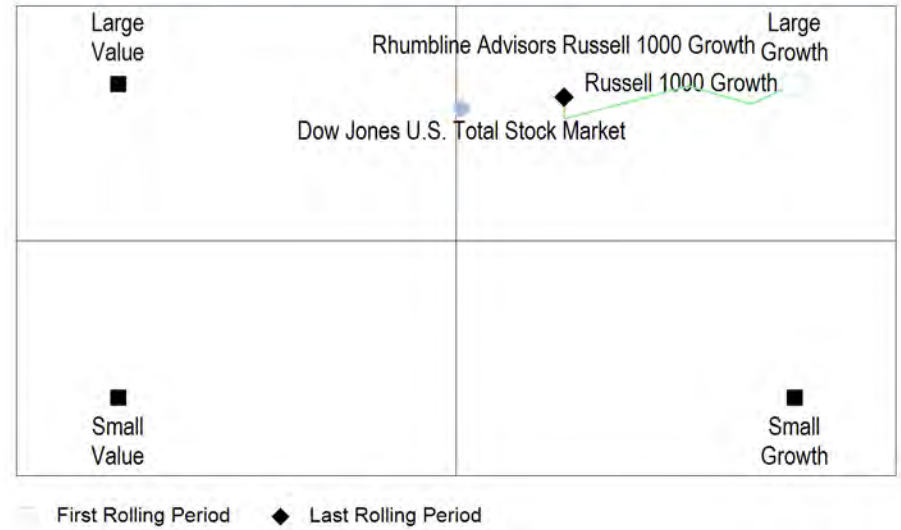 Large
Value
Rhumbline Advisors Russell 1000 Growth
Large
Growth
Russell 1000 Growth
Dow Jones U.S. Total Stock Market
Small
Value
Small
Growth
First Rolling Period
Last Rolling Period